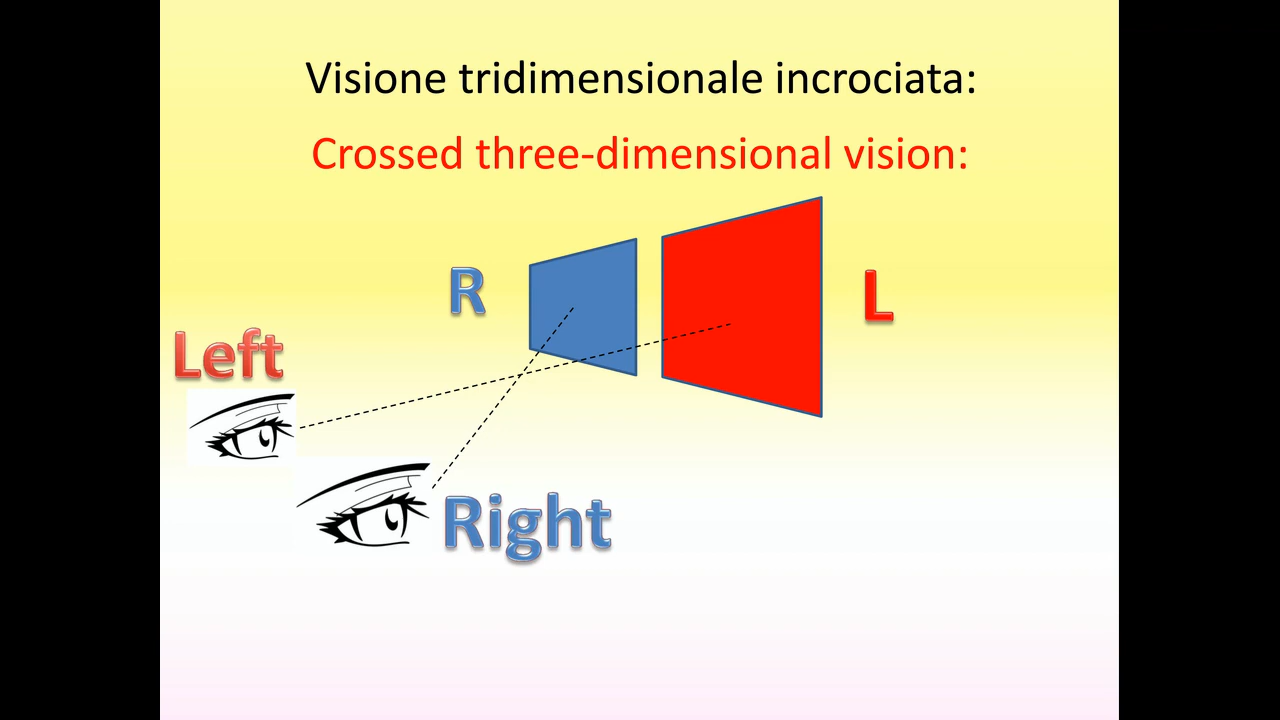 Visione tridimensionale incrociata:
Crossed three-dimensional vision:
R
L
Left
Right